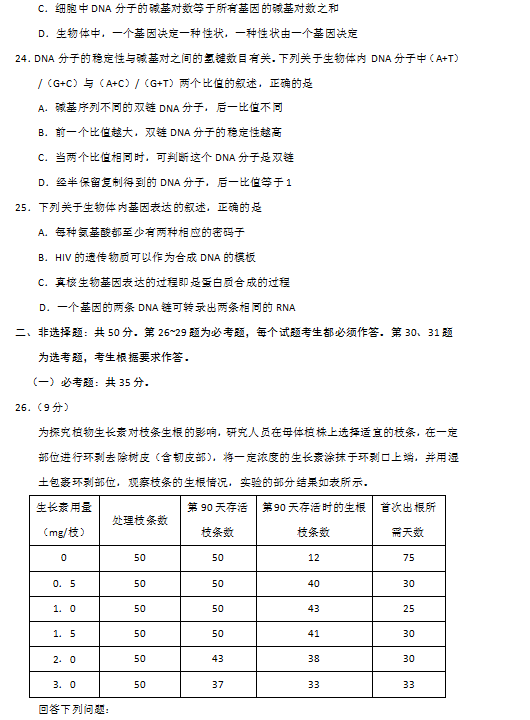 C. 细胞中 DNA 分子的碱基对数等于所有基因的碱基对数之和
D. 生物体中，一个基因决定一种性状，一种性状由一个基因决定
24. DNA 分子的稳定性与碱基对之间的氢键数目有关。下列关于生物体内 DNA 分子中（A+T）
/（G+C）与（A+C）/（G+T）两个比值的叙述，正确的是
A. 碱基序列不同的双链 DNA 分子，后一比值不同
B. 前一个比值越大，双链 DNA 分子的稳定性越高
C. 当两个比值相同时，可判断这个 DNA 分子是双链
D. 经半保留复制得到的 DNA 分子，后一比值等于 1
25. 下列关于生物体内基因表达的叙述，正确的是
A. 每种氨基酸都至少有两种相应的密码子
B. HIV 的遗传物质可以作为合成 DNA 的模板
C. 真核生物基因表达的过程即是蛋白质合成的过程
D. 一个基因的两条 DNA 链可转录出两条相同的 RNA
二、非选择题：共 50 分。第 26~29 题为必考题，每个试题考生都必须作答。第 30、31 题
为选考题，考生根据要求作答。
（一）必考题：共 35 分。
26.（9 分）
为探究植物生长素对枝条生根的影响，研究人员在母体植株上选择适宜的枝条，在一定
部位进行环剥去除树皮（含韧皮部），将一定浓度的生长素涂抹于环剥口上端，并用湿
土包裹环剥部位，观察枝条的生根情况，实验的部分结果如表所示。
生长素用量（mg/枝） 处理枝条数 第 90 天存活枝条数 第90 天存活时的生根枝条数 首次出根所需天数
0 50 50 12 75
0.5 50 50 40 30
1.0 50 50 43 25
1.5 50 50 41 30
2.0 50 43 38 30
3.0 50 37 33 33
回答下列问题：